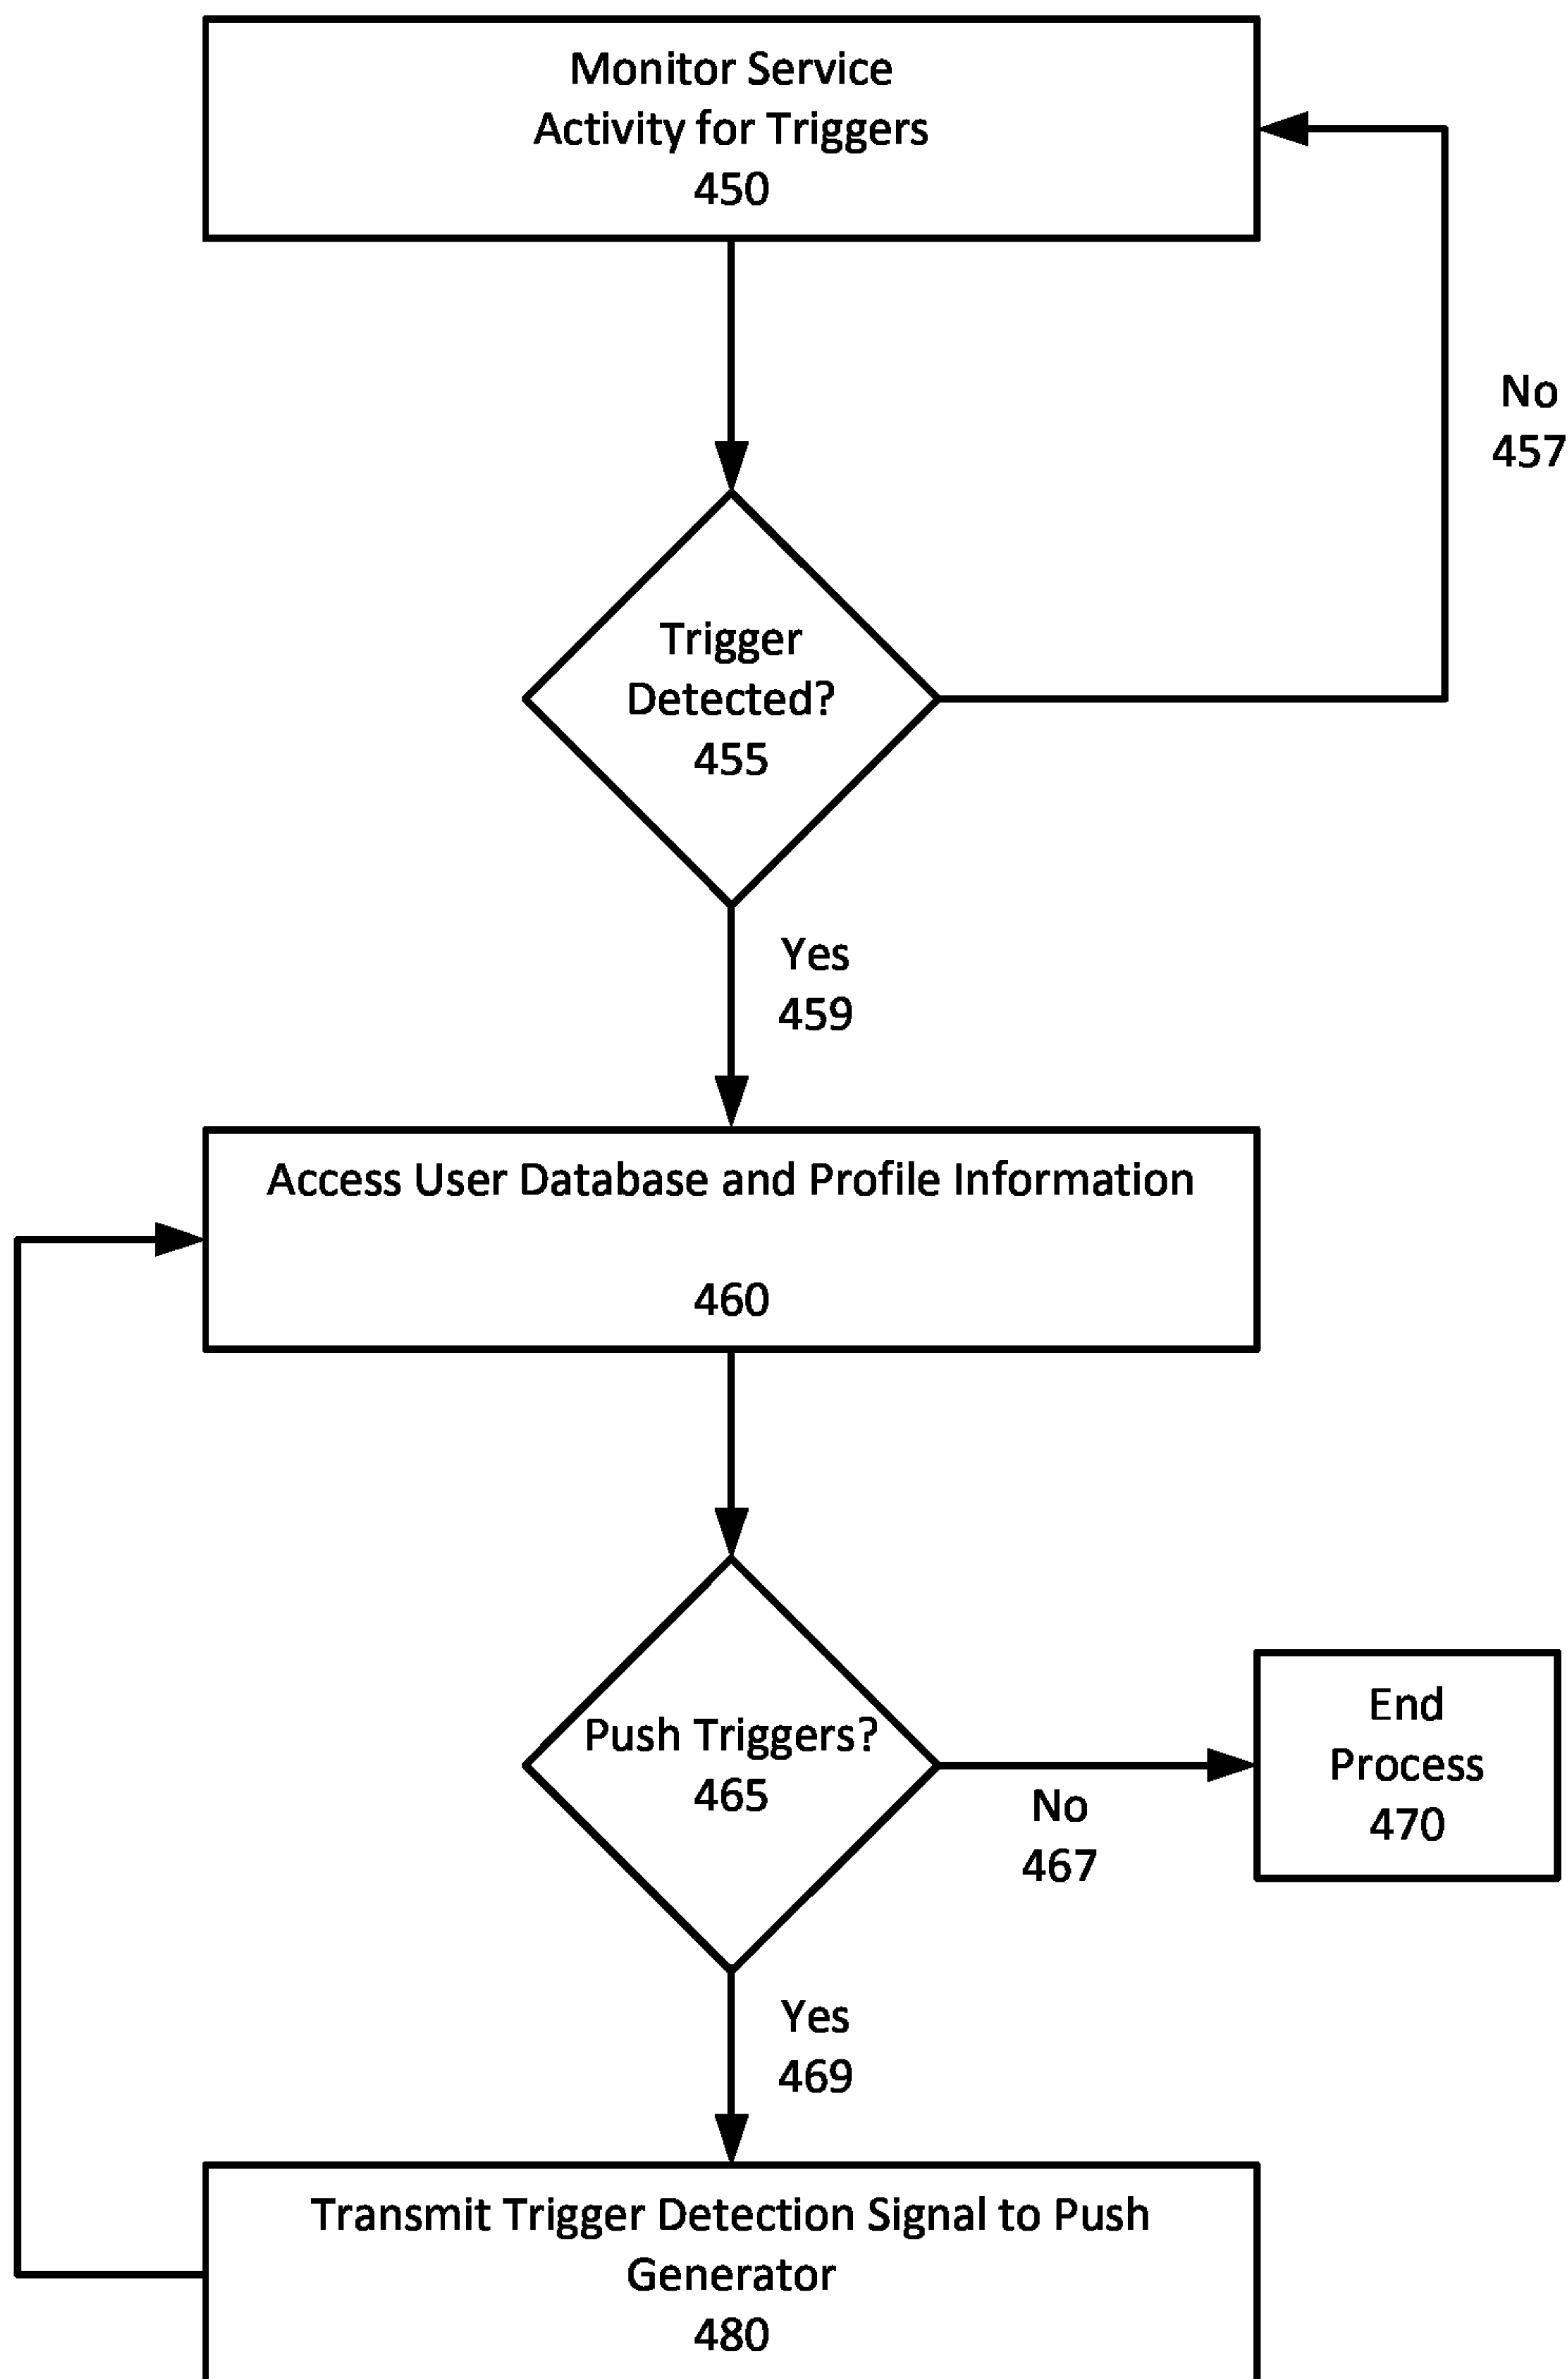 Monitor Service
Activity for Triggers
450
No
457
Trigger
Detected?
455
Yes
459
Access User Database and Profile Information
460
Push Triggers?
465
No
467
End
Process
470
Yes
469
Transmit Trigger Detection Signal to Push
Generator
480